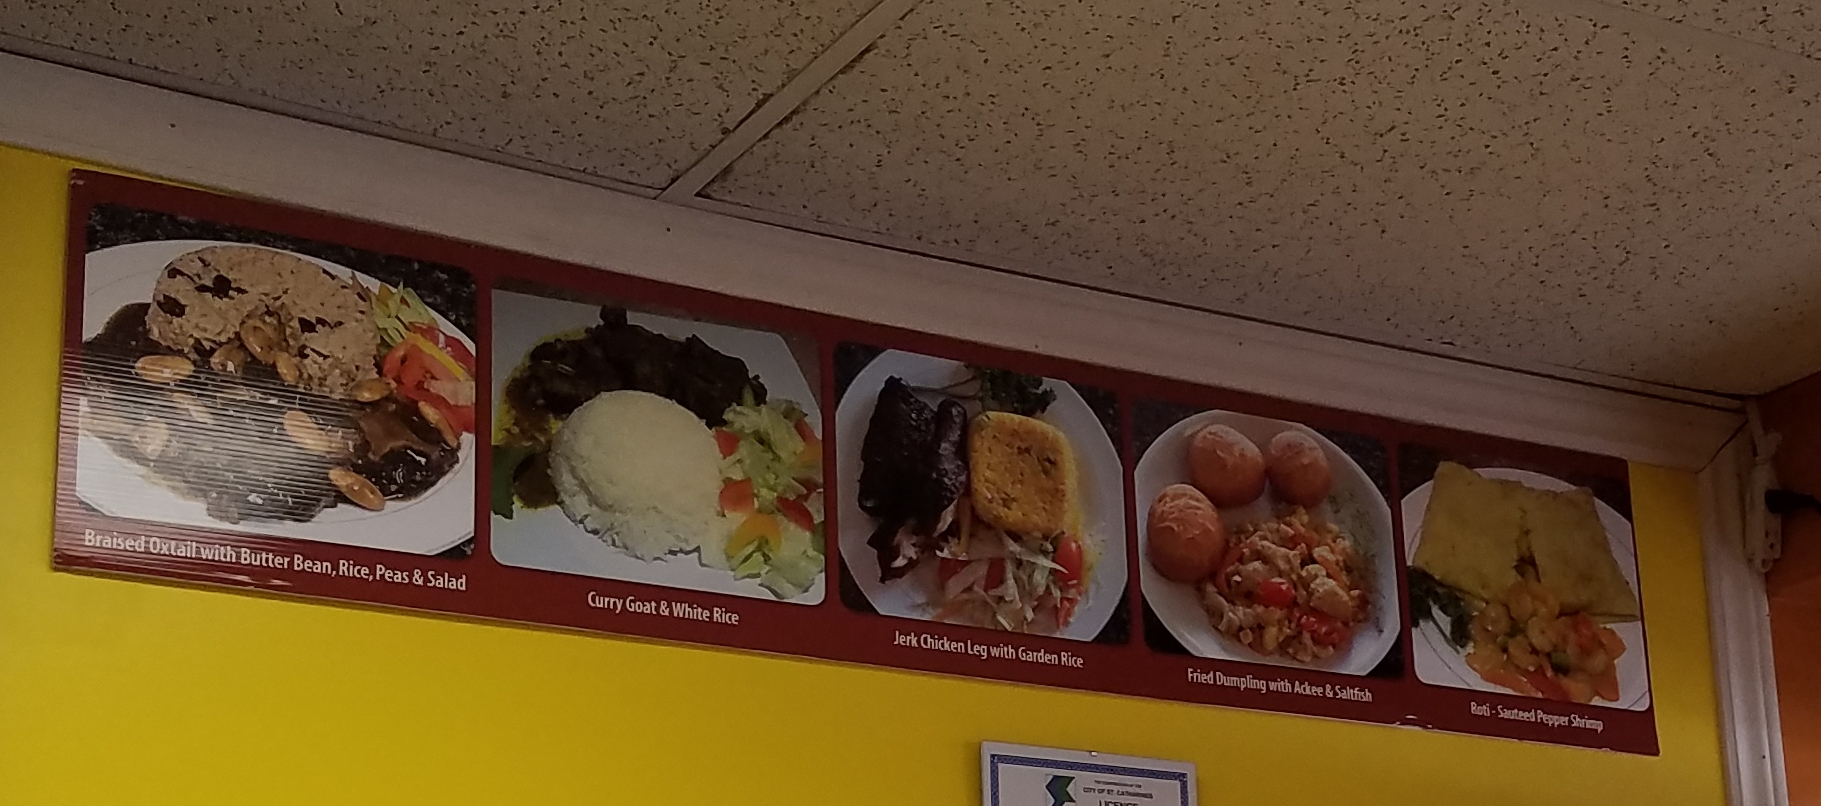 Braised Oxtail with Butter Bean, Rice, Peas & Salad
Curry Goat & White Rice
Jerk Chicken Leg with Garden Rice
Fried Dumpling with Ackee & Saltfish
Roti - Sauteed Pepper Shrimp
CITY OF ST. CATHARINES
LICENCE